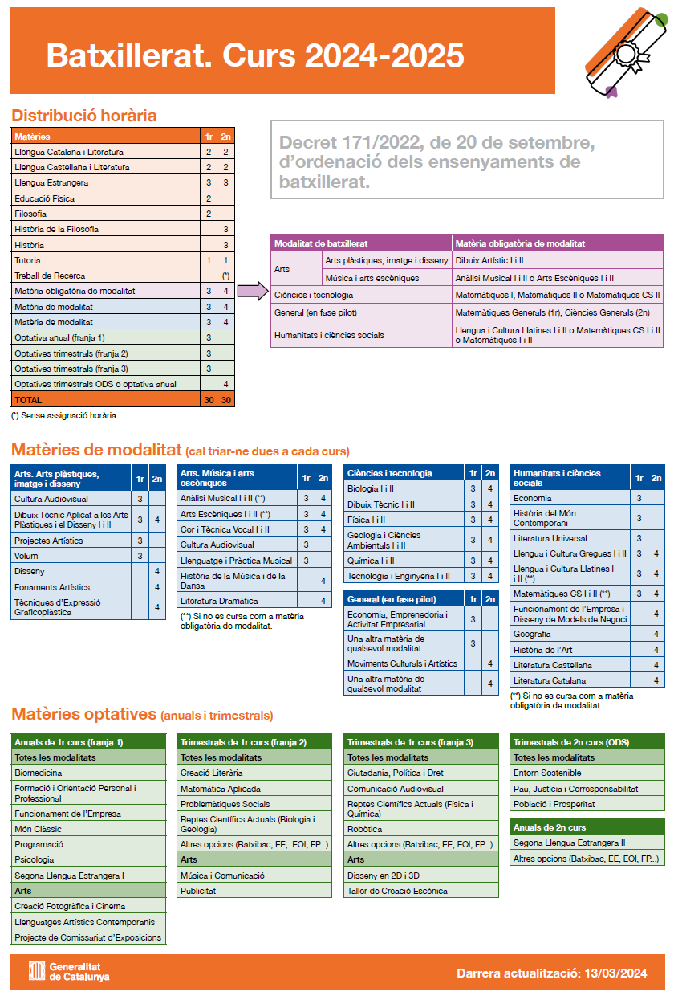 Batxillerat. Curs 2024-2025
Distribució horària
Matèries 1r 2n
Llengua Catalana i Literatura 2 2
Llengua Castellana i Literatura 2 2
Llengua Estrangera 3 3
Educació Física 2
Filosofia 2
Història de la Filosofia 3
Història 3
Tutoria 1 1
Treball de Recerca (*)
Matèria obligatòria de modalitat 3 4
Matèria de modalitat 3 4
Matèria de modalitat 3 4
Optativa anual (franja 1) 3
Optatives trimestrals (franja 2) 3
Optatives trimestrals (franja 3) 3
Optatives trimestrals ODS o optativa anual 4
TOTAL 30 30
(*) Sense assignació horària
Decret 171/2022, de 20 de setembre,
d’ordenació dels ensenyaments de
batxillerat.
Modalitat de batxillerat Matèria obligatòria de modalitat
Arts
Arts plàstiques, imatge i disseny Dibuix Artístic I i II
Música i arts escèniques Anàlisi Musical I i II o Arts Escèniques I i II
Ciències i tecnologia Matemàtiques I, Matemàtiques II o Matemàtiques CS II
General (en fase pilot) Matemàtiques Generals (1r), Ciències Generals (2n)
Humanitats i ciències socials
Llengua i Cultura Llatines I i II o Matemàtiques CS I i II
o Matemàtiques I i II
Matèries de modalitat (cal triar-ne dues a cada curs)
Arts. Arts plàstiques,
imatge i disseny 1r 2n
Cultura Audiovisual 3
Dibuix Tècnic Aplicat a les Arts
Plàstiques i el Disseny I i II 3 4
Projectes Artístics 3
Volum 3
Disseny 4
Fonaments Artístics 4
Tècniques d’Expressió
Graficoplàstica 4
Arts. Música i arts
escèniques 1r 2n
Anàlisi Musical I i II (**) 3 4
Arts Escèniques I i II (**) 3 4
Cor i Tècnica Vocal I i II 3 4
Cultura Audiovisual 3
Llenguatge i Pràctica Musical 3
Història de la Música i de la
Dansa 4
Literatura Dramàtica 4
(**) Si no es cursa com a matèria
obligatòria de modalitat.
Ciències i tecnologia 1r 2n
Biologia I i II 3 4
Dibuix Tècnic I i II 3 4
Física I i II 3 4
Geologia i Ciències
Ambientals I i II 3 4
Química I i II 3 4
Tecnologia i Enginyeria I i II 3 4
General (en fase pilot) 1r 2n
Economia, Emprenedoria i
Activitat Empresarial 3
Una altra matèria de
qualsevol modalitat 3
Moviments Culturals i Artístics 4
Una altra matèria de
qualsevol modalitat 4
Humanitats i ciències
socials 1r 2n
Economia 3
Història del Món
Contemporani 3
Literatura Universal 3
Llengua i Cultura Gregues I i II 3 4
Llengua i Cultura Llatines I
i II (**) 3 4
Matemàtiques CS I i II (**) 3 4
Funcionament de l’Empresa i
Disseny de Models de Negoci 4
Geografia 4
Història de l’Art 4
Literatura Castellana 4
Literatura Catalana 4
(**) Si no es cursa com a matèria
obligatòria de modalitat.
Matèries optatives (anuals i trimestrals)
Anuals de 1r curs (franja 1)
Totes les modalitats
Biomedicina
Formació i Orientació Personal i
Professional
Funcionament de l’Empresa
Món Clàssic
Programació
Psicologia
Segona Llengua Estrangera I
Arts
Creació Fotogràfica i Cinema
Llenguatges Artístics Contemporanis
Projecte de Comissariat d’Exposicions
Trimestrals de 1r curs (franja 2)
Totes les modalitats
Creació Literària
Matemàtica Aplicada
Problemàtiques Socials
Reptes Científics Actuals (Biologia i
Geologia)
Altres opcions (Batxibac, EE, EOI, FP...)
Arts
Música i Comunicació
Publicitat
Trimestrals de 1r curs (franja 3)
Totes les modalitats
Ciutadania, Política i Dret
Comunicació Audiovisual
Reptes Científics Actuals (Física i
Química)
Robòtica
Altres opcions (Batxibac, EE, EOI, FP...)
Arts
Disseny en 2D i 3D
Taller de Creació Escènica
Trimestrals de 2n curs (ODS)
Totes les modalitats
Entorn Sostenible
Pau, Justícia i Corresponsabilitat
Població i Prosperitat
Anuals de 2n curs
Segona Llengua Estrangera II
Altres opcions (Batxibac, EE, EOI, FP...)
Generalitat
de Catalunya
Darrera actualització: 13/03/2024